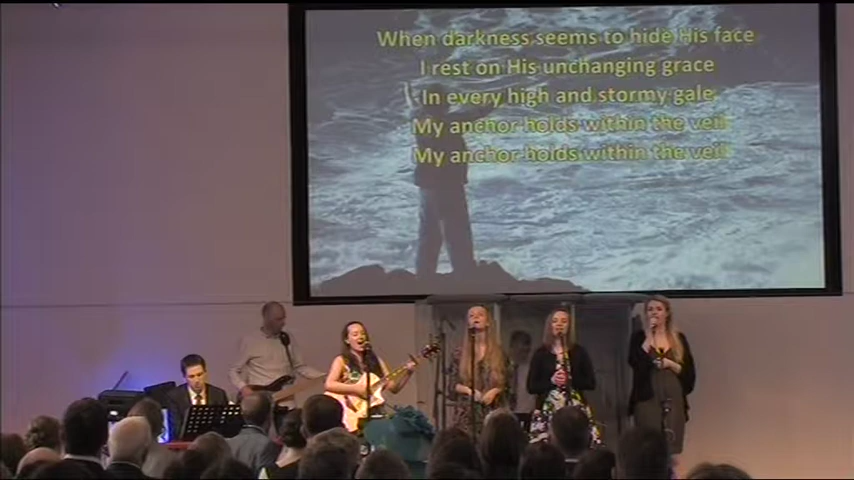 When darkness seems to hide His face
I rest on His unchanging grace
In every high and stormy gale
My anchor holds within the veil
My anchor holds within the veil